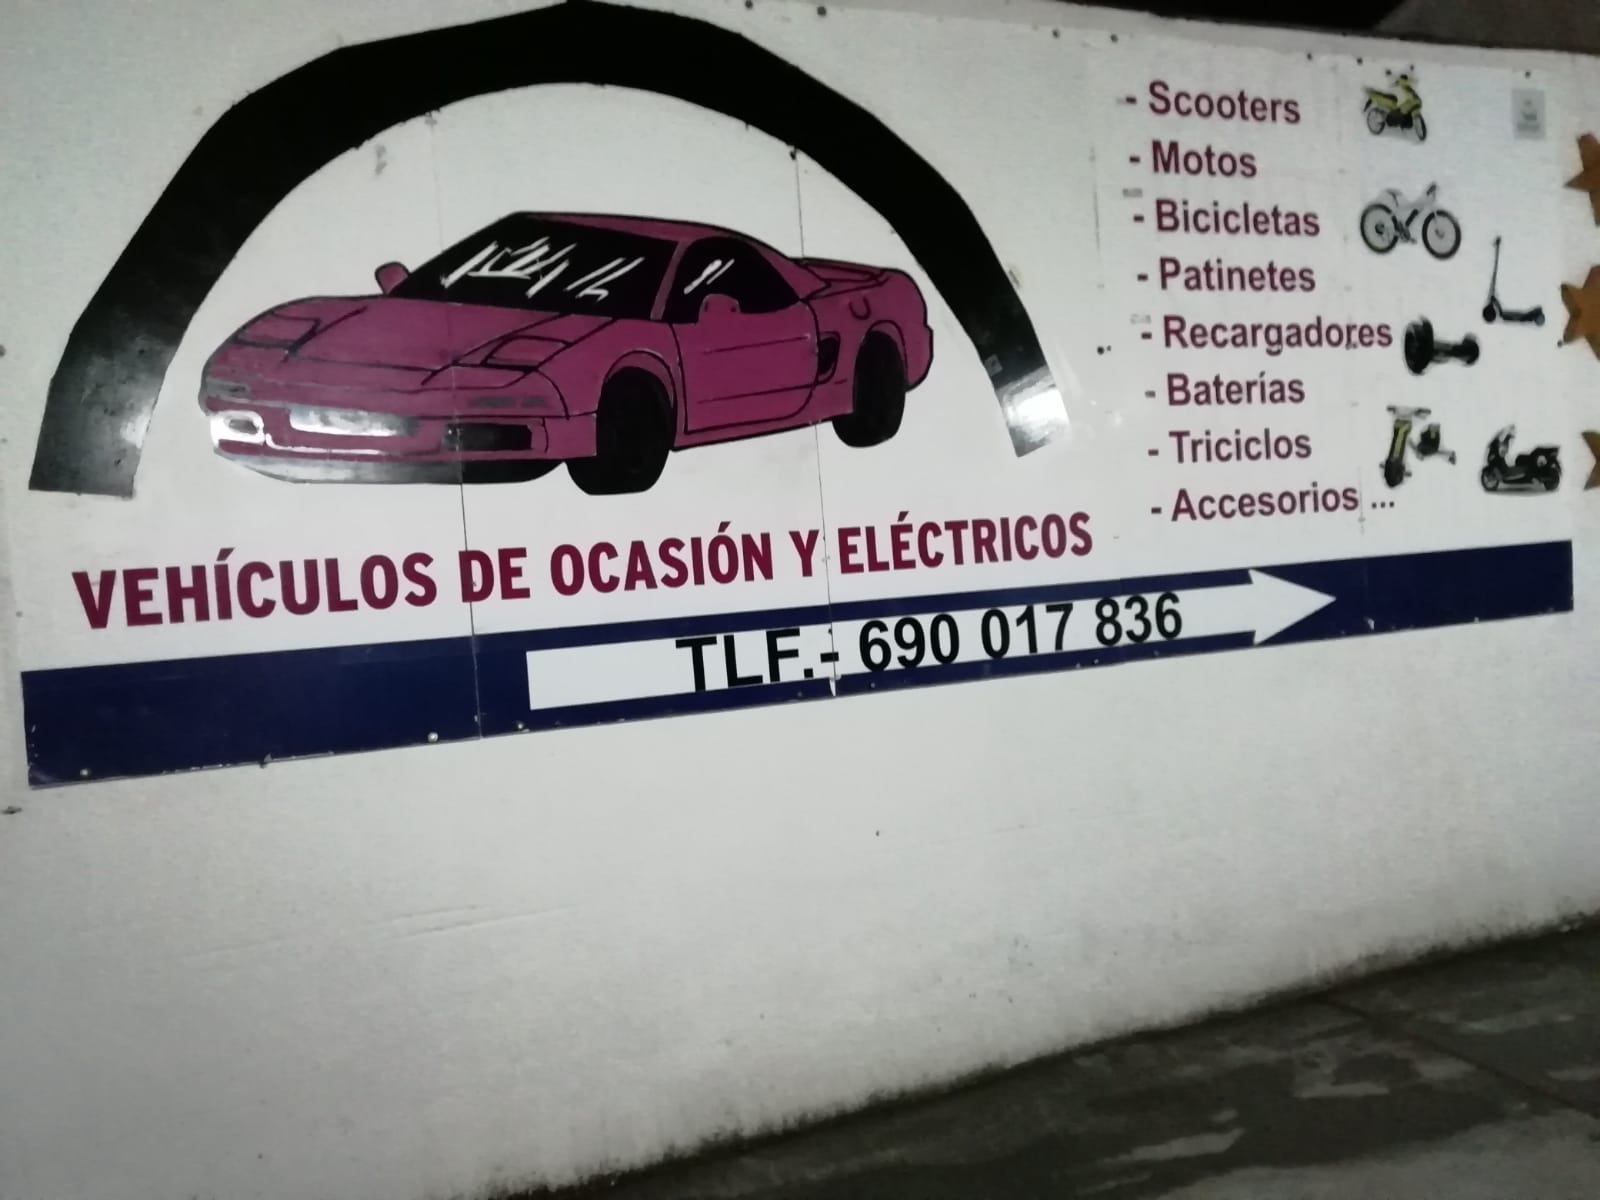 - Scooters
- Motos
- Bicicletas
- Patinetes
- Recargadores
- Baterías
- Triciclos
- Accesorios ...
VEHÍCULOS DE OCASIÓN Y ELÉCTRICOS
TLF.- 690 017 836